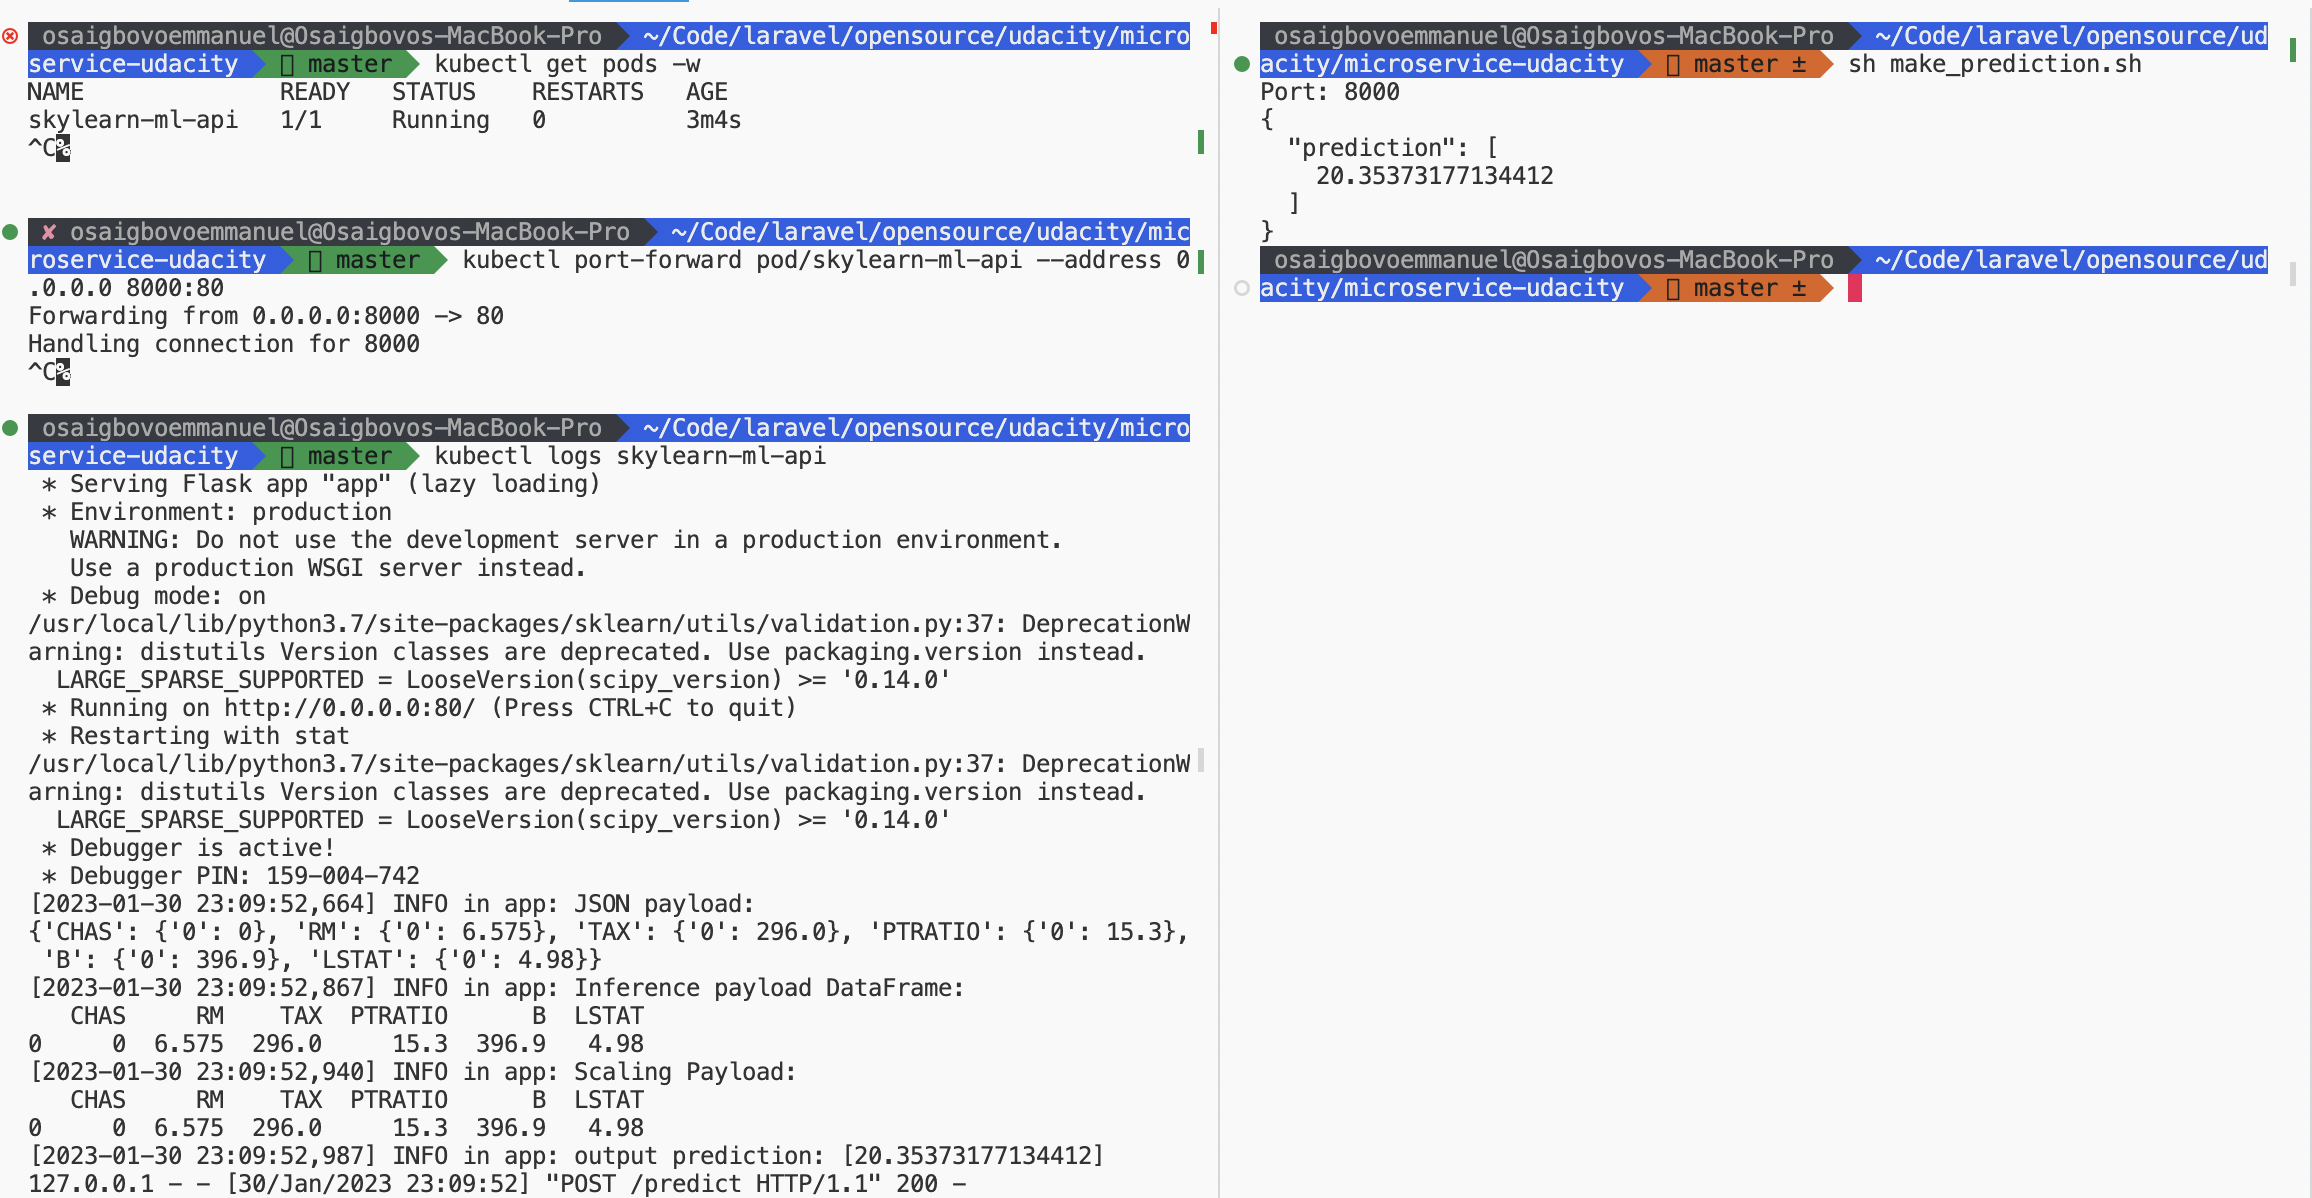 osaigbovoemmanuel@Osaigbovos-MacBook-Pro ~/Code/laravel/opensource/udacity/micro
service-udacity master kubectl get pods -w
NAME READY STATUS RESTARTS AGE
skylearn-ml-api 1/1 Running 0 3m4s
^C%
✘ osaigbovoemmanuel@Osaigbovos-MacBook-Pro ~/Code/laravel/opensource/udacity/mic
roservice-udacity master kubectl port-forward pod/skylearn-ml-api --address 0
.0.0.0 8000:80
Forwarding from 0.0.0.0:8000 -> 80
Handling connection for 8000
^C%
osaigbovoemmanuel@Osaigbovos-MacBook-Pro ~/Code/laravel/opensource/udacity/micro
service-udacity master kubectl logs skylearn-ml-api
* Serving Flask app "app" (lazy loading)
* Environment: production
WARNING: Do not use the development server in a production environment.
Use a production WSGI server instead.
* Debug mode: on
/usr/local/lib/python3.7/site-packages/sklearn/utils/validation.py:37: DeprecationW
arning: distutils Version classes are deprecated. Use packaging.version instead.
LARGE_SPARSE_SUPPORTED = LooseVersion(scipy_version) >= '0.14.0'
* Running on http://0.0.0.0:80/ (Press CTRL+C to quit)
* Restarting with stat
/usr/local/lib/python3.7/site-packages/sklearn/utils/validation.py:37: DeprecationW
arning: distutils Version classes are deprecated. Use packaging.version instead.
LARGE_SPARSE_SUPPORTED = LooseVersion(scipy_version) >= '0.14.0'
* Debugger is active!
* Debugger PIN: 159-004-742
[2023-01-30 23:09:52,664] INFO in app: JSON payload:
{'CHAS': {'0': 0}, 'RM': {'0': 6.575}, 'TAX': {'0': 296.0}, 'PTRATIO': {'0': 15.3},
'B': {'0': 396.9}, 'LSTAT': {'0': 4.98}}
[2023-01-30 23:09:52,867] INFO in app: Inference payload DataFrame:
CHAS RM TAX PTRATIO B LSTAT
0 0 6.575 296.0 15.3 396.9 4.98
[2023-01-30 23:09:52,940] INFO in app: Scaling Payload:
CHAS RM TAX PTRATIO B LSTAT
0 0 6.575 296.0 15.3 396.9 4.98
[2023-01-30 23:09:52,987] INFO in app: output prediction: [20.35373177134412]
127.0.0.1 - - [30/Jan/2023 23:09:52] "POST /predict HTTP/1.1" 200 -
osaigbovoemmanuel@Osaigbovos-MacBook-Pro ~/Code/laravel/opensource/ud
acity/microservice-udacity master ± sh make_prediction.sh
Port: 8000
{
"prediction": [
20.35373177134412
]
}
osaigbovoemmanuel@Osaigbovos-MacBook-Pro ~/Code/laravel/opensource/ud
acity/microservice-udacity master ±